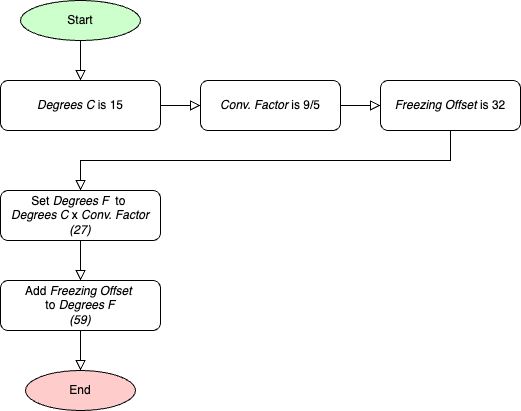 Start
Degrees C is 15
Conv. Factor is 9/5
Freezing Offset is 32
Set Degrees F to
Degrees C x Conv. Factor
(27)
Add Freezing Offset
to Degrees F
(59)
End